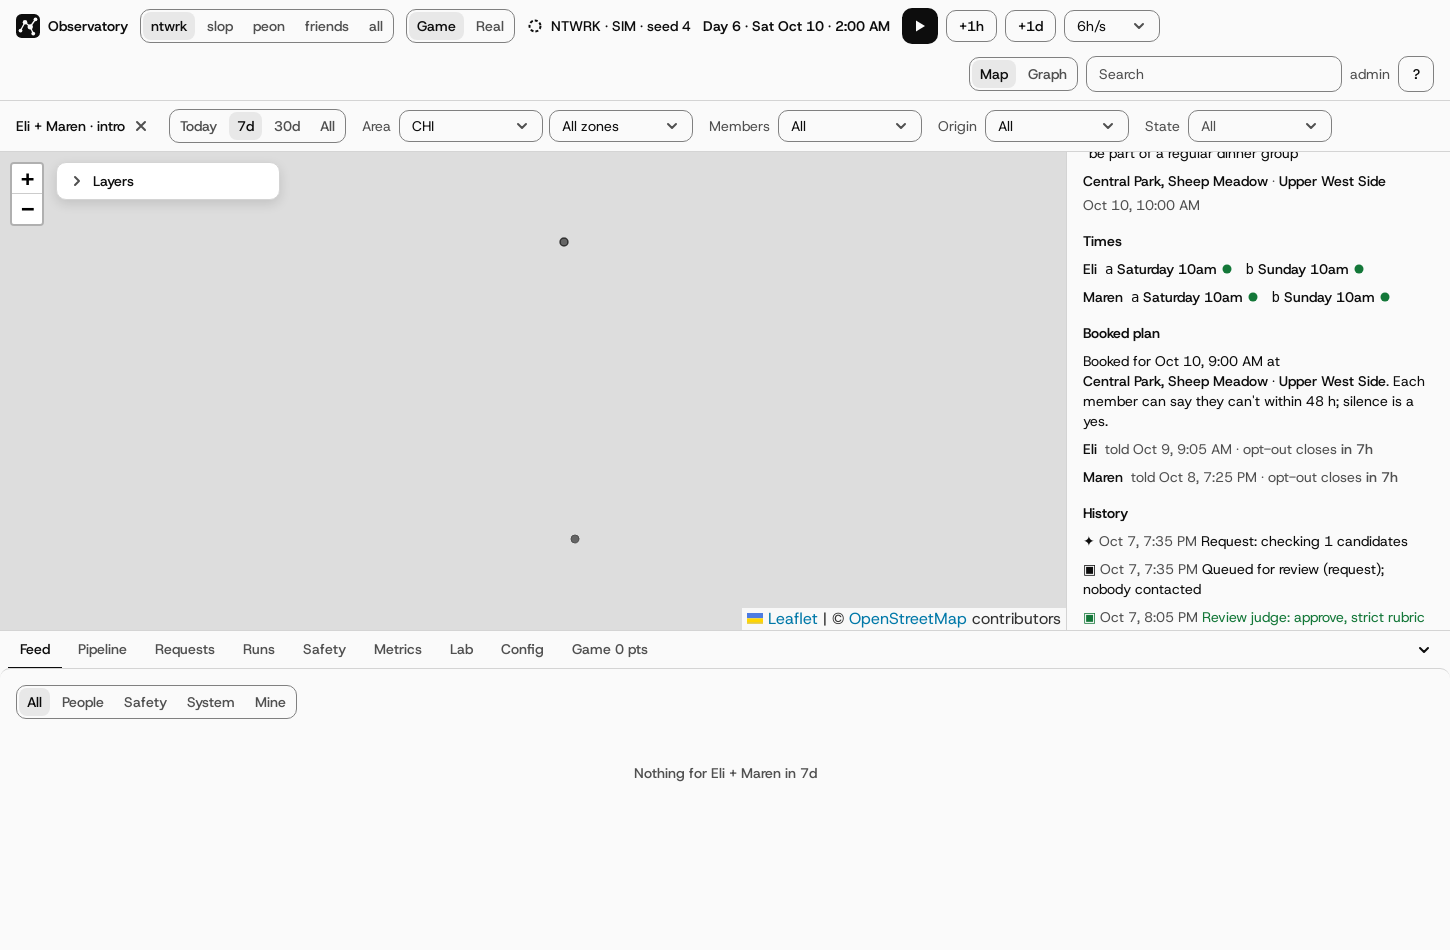 Observatory ntwrk slop peon friends all Game Real NTWRK · SIM · seed 4 Day 6 · Sat Oct 10 · 2:00 AM +1h +1d 6h/s
Map Graph Search admin ?
Eli + Maren · intro Today 7d 30d All Area CHI All zones Members All Origin All State All
be part of a regular dinner group
+ Layers
−
Central Park, Sheep Meadow · Upper West Side
Oct 10, 10:00 AM
Times
Eli a Saturday 10am b Sunday 10am
Maren a Saturday 10am b Sunday 10am
Booked plan
Booked for Oct 10, 9:00 AM at
Central Park, Sheep Meadow · Upper West Side. Each
member can say they can't within 48 h; silence is a
yes.
Eli told Oct 9, 9:05 AM · opt-out closes in 7h
Maren told Oct 8, 7:25 PM · opt-out closes in 7h
History
✦ Oct 7, 7:35 PM Request: checking 1 candidates
▣ Oct 7, 7:35 PM Queued for review (request);
nobody contacted
▣ Oct 7, 8:05 PM Review judge: approve, strict rubric
Leaflet | © OpenStreetMap contributors
Feed Pipeline Requests Runs Safety Metrics Lab Config Game 0 pts
All People Safety System Mine
Nothing for Eli + Maren in 7d